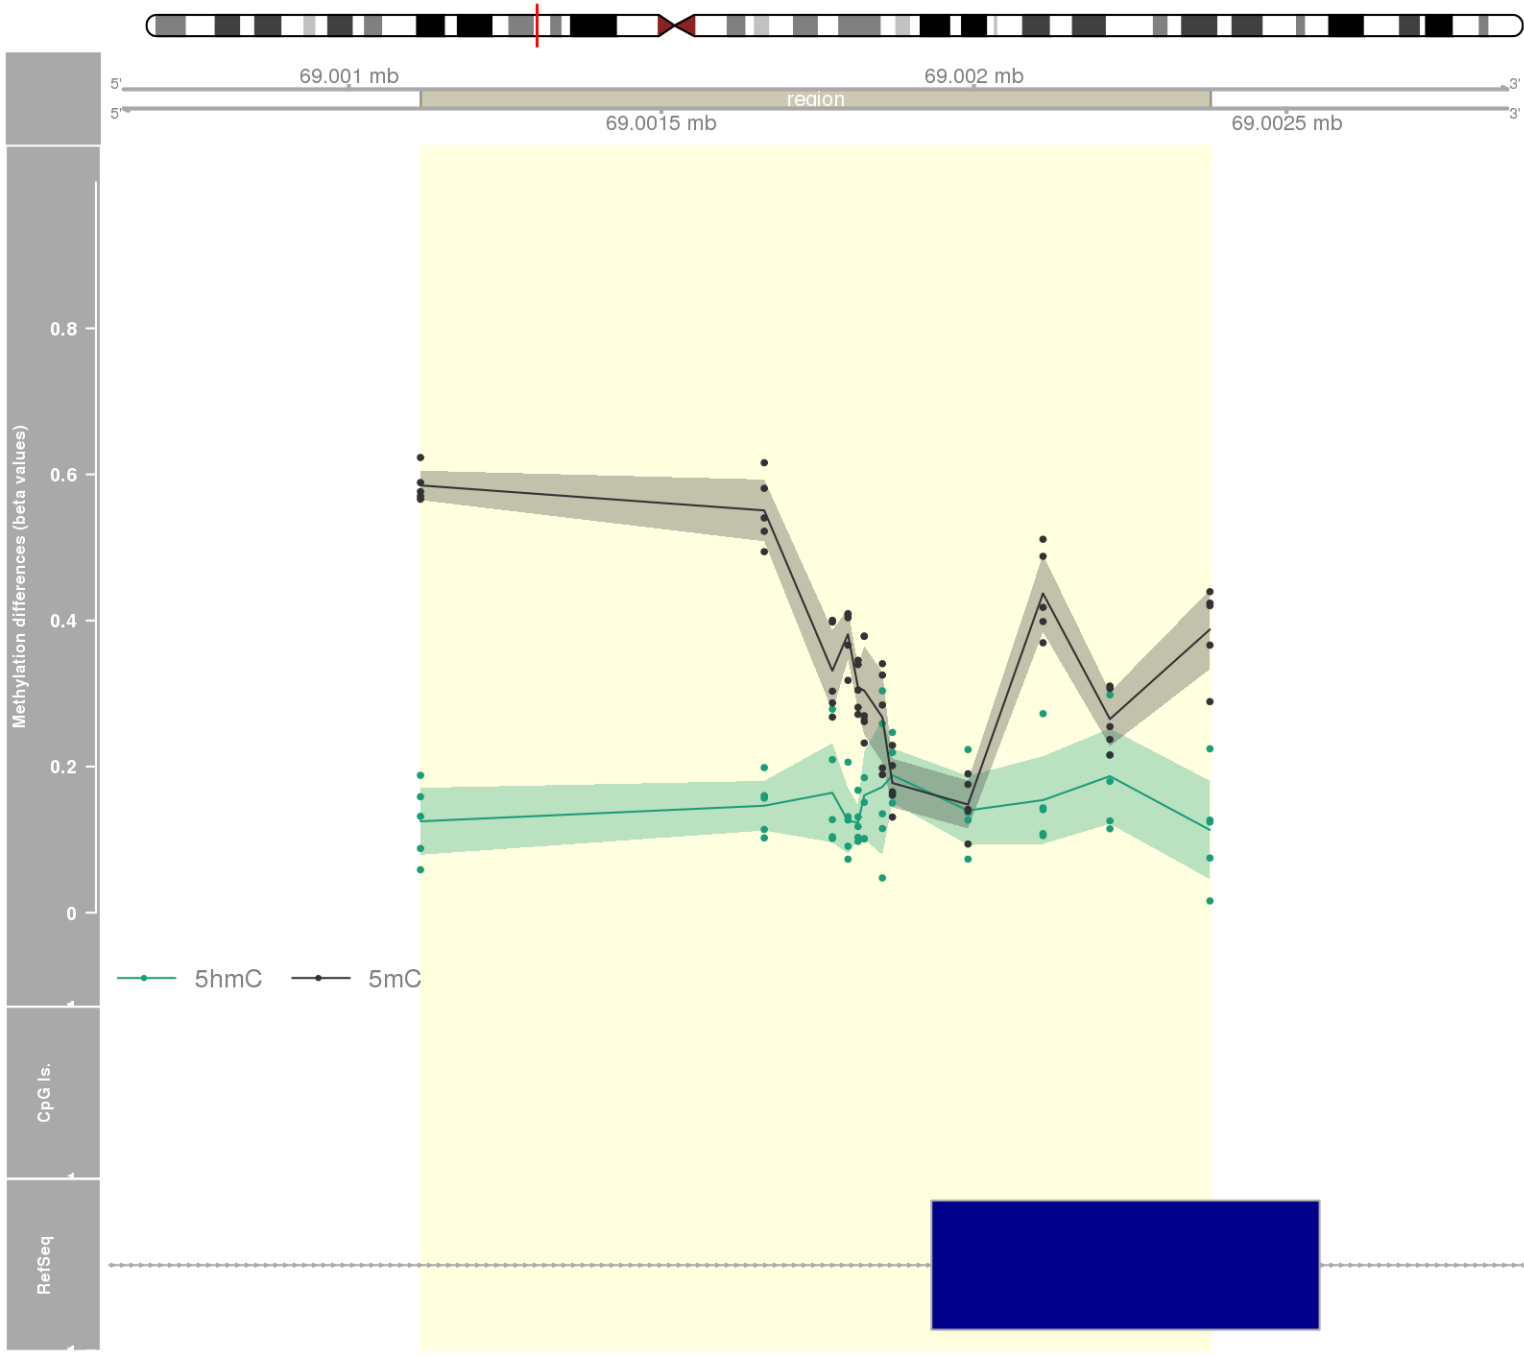 69.001 mb
69.002 mb
5'
3'
region
5'
3'
69.0015 mb
69.0025 mb
Methylation differences (beta values)
0.8
0.6
0.4
0.2
0
5hmC
5mC
CpG Is.
RefSeq